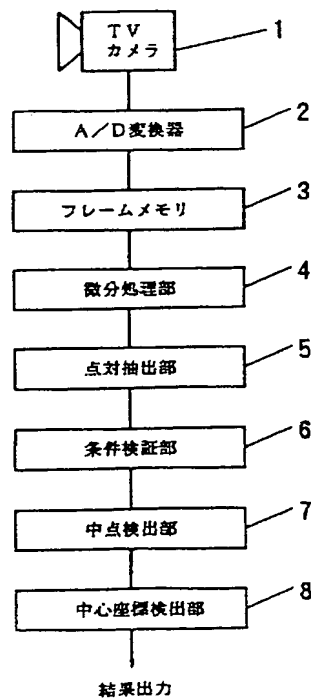 TV
カメラ
1
A/D変換器
2
フレームメモリ
3
微分処理部
4
点対抽出部
5
条件検証部
6
中点検出部
7
中心座標検出部
8
結果出力